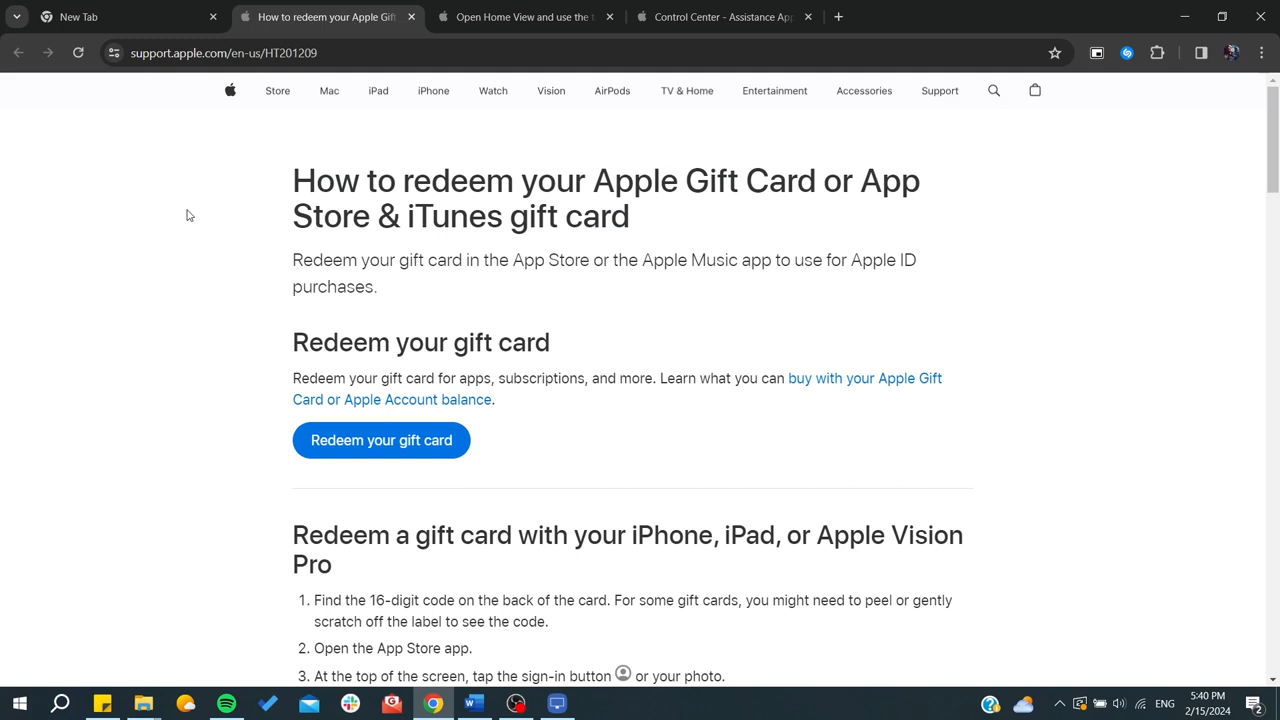 New Tab
How to redeem your Apple Gif
Open Home View and use the t
Control Center - Assistance App
support.apple.com/en-us/HT201209
Store Mac iPad iPhone Watch Vision AirPods TV & Home Entertainment Accessories Support
How to redeem your Apple Gift Card or App
Store & iTunes gift card
Redeem your gift card in the App Store or the Apple Music app to use for Apple ID
purchases.
Redeem your gift card
Redeem your gift card for apps, subscriptions, and more. Learn what you can buy with your Apple Gift
Card or Apple Account balance.
Redeem your gift card
Redeem a gift card with your iPhone, iPad, or Apple Vision
Pro
1. Find the 16-digit code on the back of the card. For some gift cards, you might need to peel or gently
scratch off the label to see the code.
2. Open the App Store app.
3. At the top of the screen, tap the sign-in button or your photo.
ENG
5:40 PM
2/15/2024
2